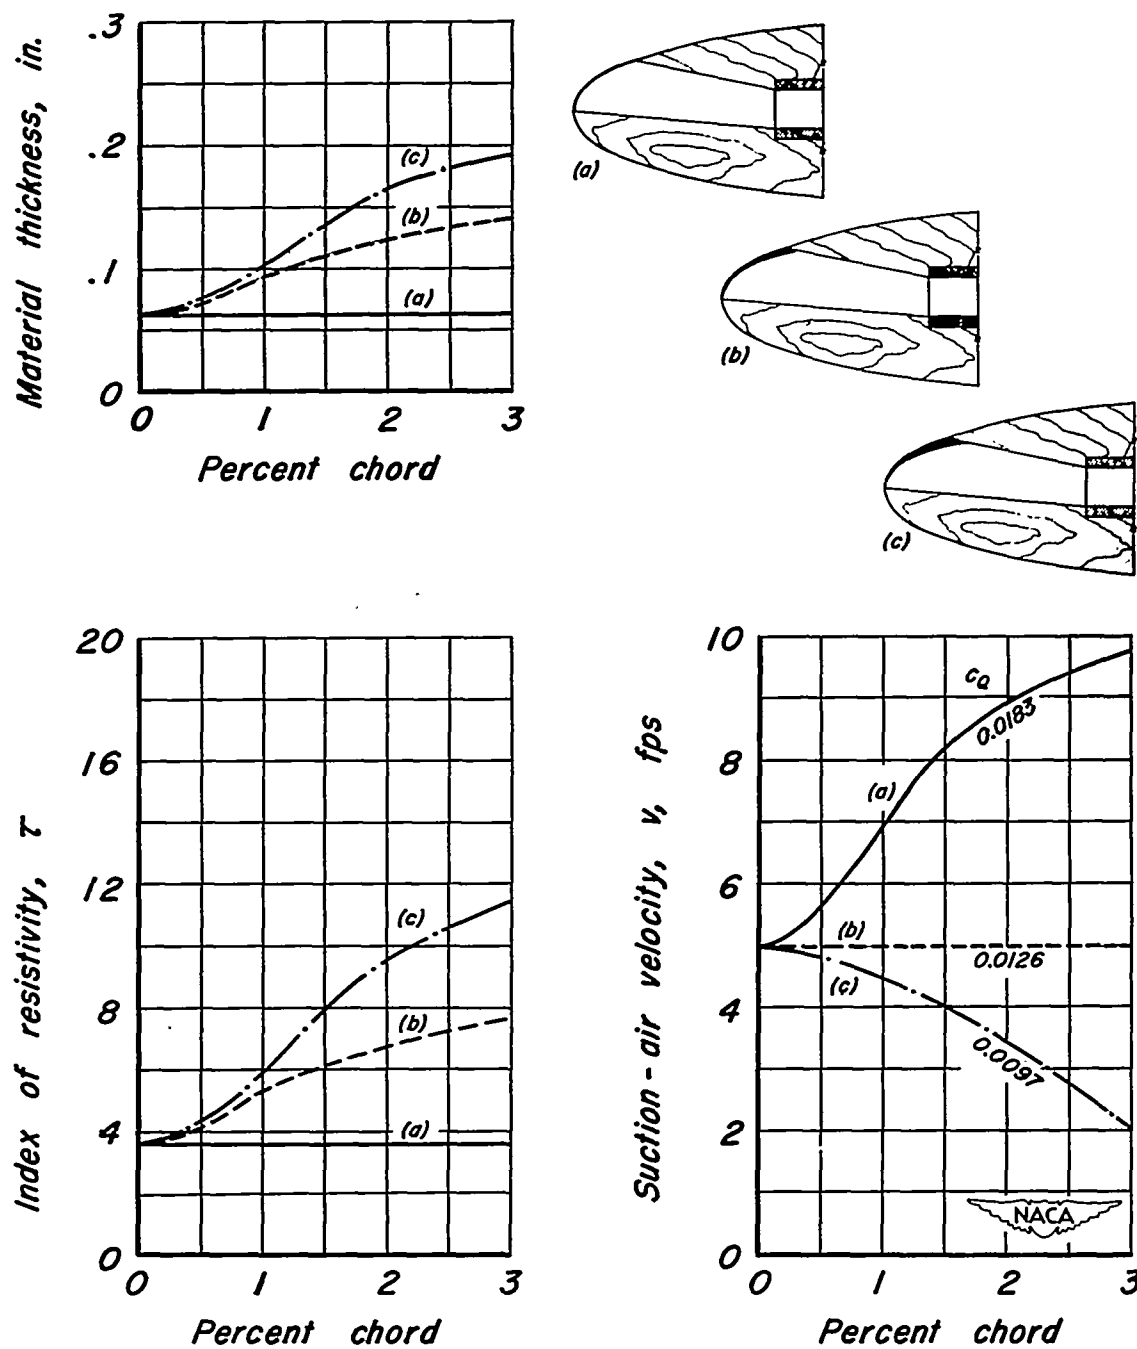 Material thickness, in.
.3
.2
.1
0
(c)
(b)
(a)
0 1 2 3
Percent chord
(a)
(b)
(c)
Index of resistivity, τ
20
16
12
8
4
0
(c)
(b)
(a)
0 1 2 3
Percent chord
Suction-air velocity, v, fps
10
8
6
4
2
0
cQ
0.0183
(a)
(b)
0.0126
(c)
0.0097
NACA
0 1 2 3
Percent chord